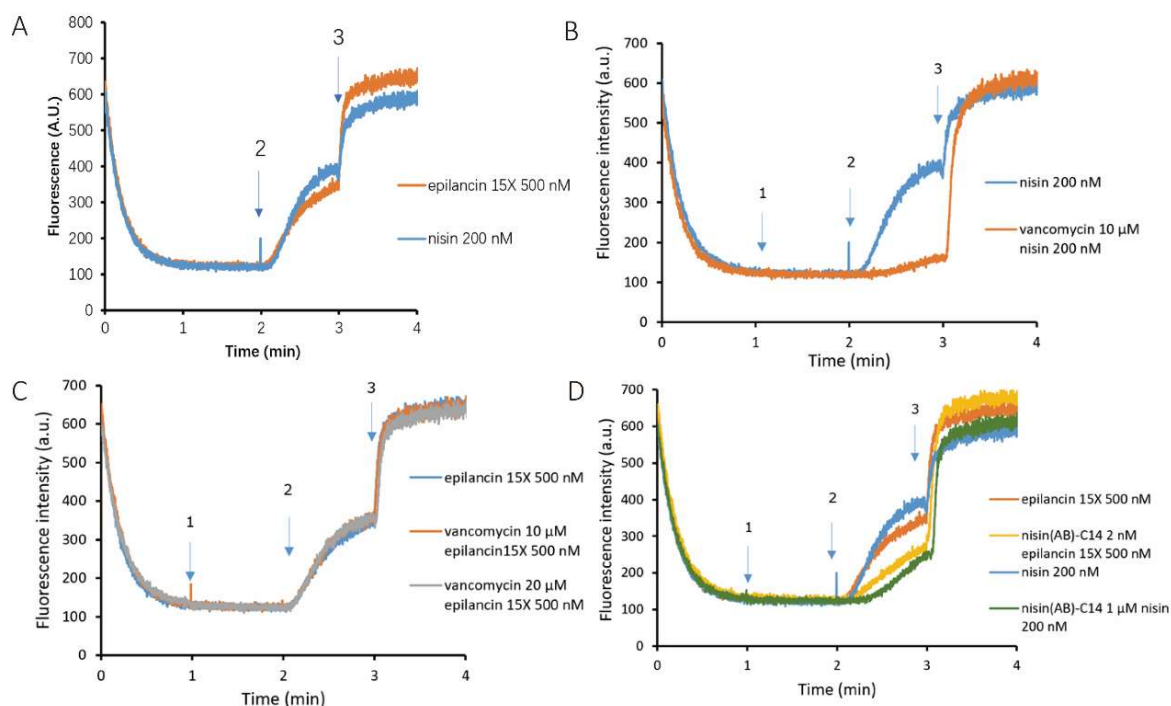 A
Fluorescence (A.U.)
800
700
600
500
400
300
200
100
0
2
3
epilancin 15X 500 nM
nisin 200 nM
0 1 2 3 4
Time (min)
B
Fluorescence intensity (a.u.)
700
600
500
400
300
200
100
0
1
2
3
nisin 200 nM
vancomycin 10 μM
nisin 200 nM
0 1 2 3 4
Time (min)
C
Fluorescence intensity (a.u.)
700
600
500
400
300
200
100
0
1
2
3
epilancin 15X 500 nM
vancomycin 10 μM
epilancin15X 500 nM
vancomycin 20 μM
epilancin 15X 500 nM
0 1 2 3 4
Time (min)
D
Fluorescence intensity (a.u.)
700
600
500
400
300
200
100
0
1
2
3
epilancin 15X 500 nM
nisin(AB)-C14 2 nM
epilancin 15X 500 nM
nisin 200 nM
nisin(AB)-C14 1 μM nisin
200 nM
0 1 2 3 4
Time (min)